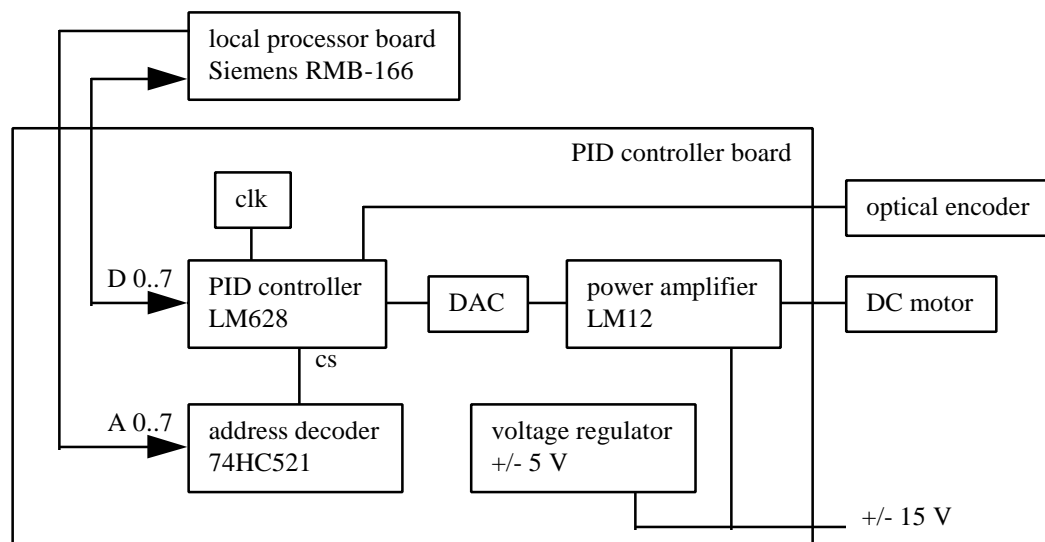 local processor board
Siemens RMB-166
PID controller board
clk
optical encoder
D 0..7
PID controller
LM628
DAC
power amplifier
LM12
DC motor
cs
A 0..7
address decoder
74HC521
voltage regulator
+/- 5 V
+/- 15 V